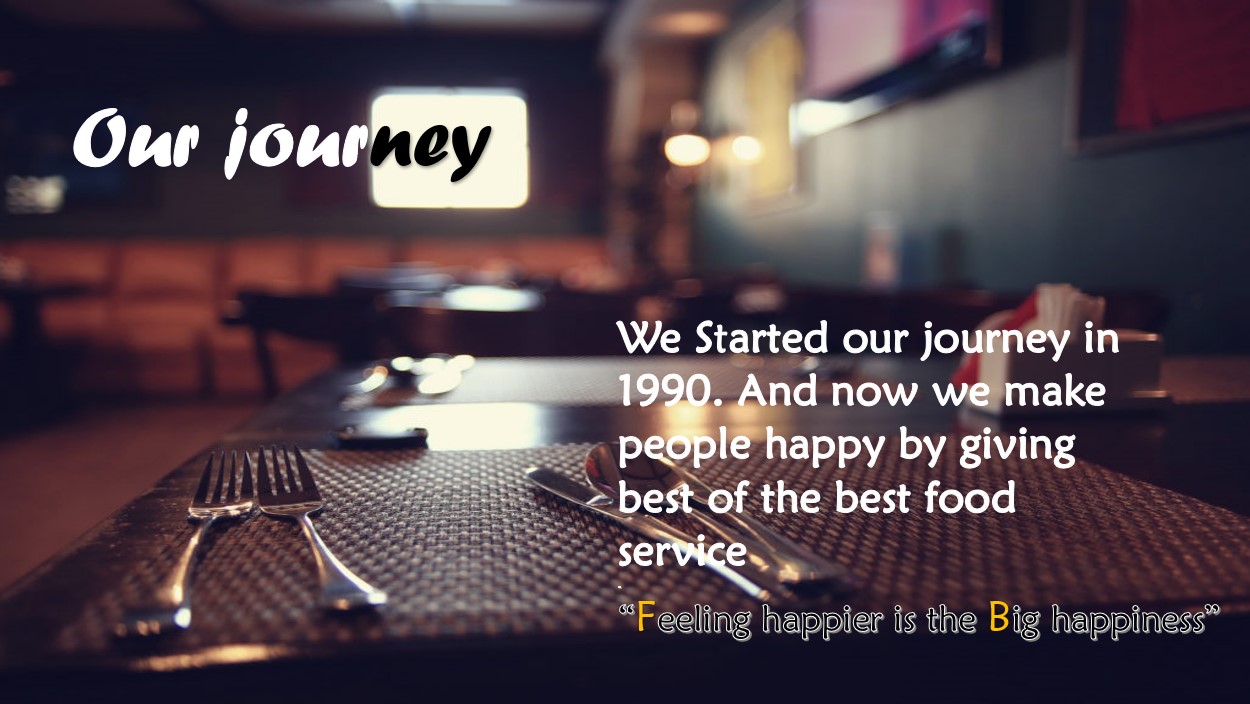 Our journey
We Started our journey in
1990. And now we make
people happy by giving
best of the best food
service
.
“Feeling happier is the Big happiness”